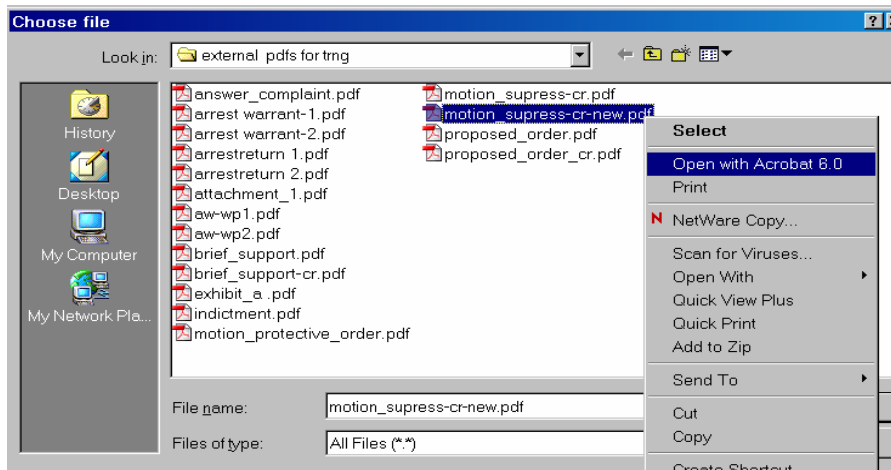 Choose file
Look in:
external pdfs for trng
History
Desktop
My Computer
My Network Pla...
answer_complaint.pdf
arrest warrant-1.pdf
arrest warrant-2.pdf
arrestreturn 1.pdf
arrestreturn 2.pdf
attachment_1.pdf
aw-wp1.pdf
aw-wp2.pdf
brief_support.pdf
brief_support-cr.pdf
exhibit_a .pdf
indictment.pdf
motion_protective_order.pdf
motion_supress-cr.pdf
motion_supress-cr-new.pdf
proposed_order.pdf
proposed_order_cr.pdf
Select
Open with Acrobat 6.0
Print
N NetWare Copy...
Scan for Viruses...
Open With
Quick View Plus
Quick Print
Add to Zip
Send To
Cut
Copy
Create Shortcut
File name:
motion_supress-cr-new.pdf
Files of type:
All Files (*.*)